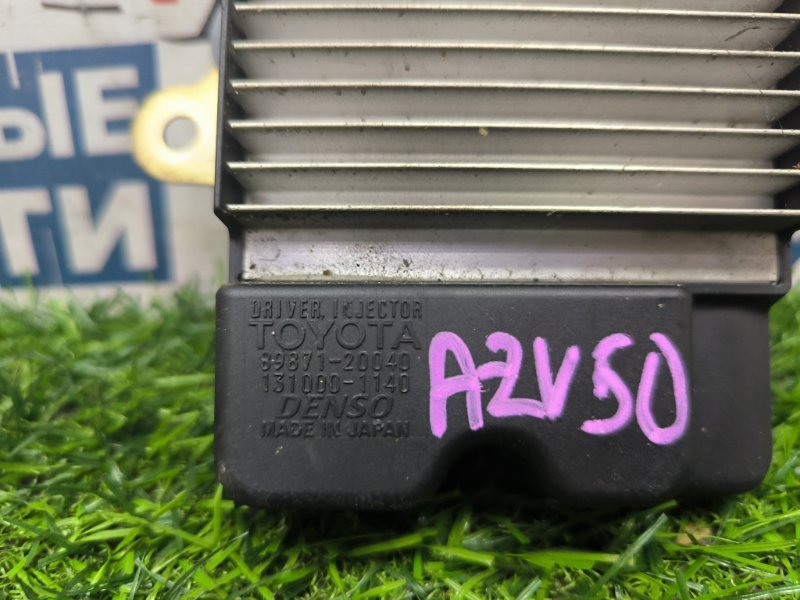 ЫЕ
ТИ
DRIVER, INJECTOR
TOYOTA
89871-20040
131000-1140
DENSO
MADE IN JAPAN
AZV50